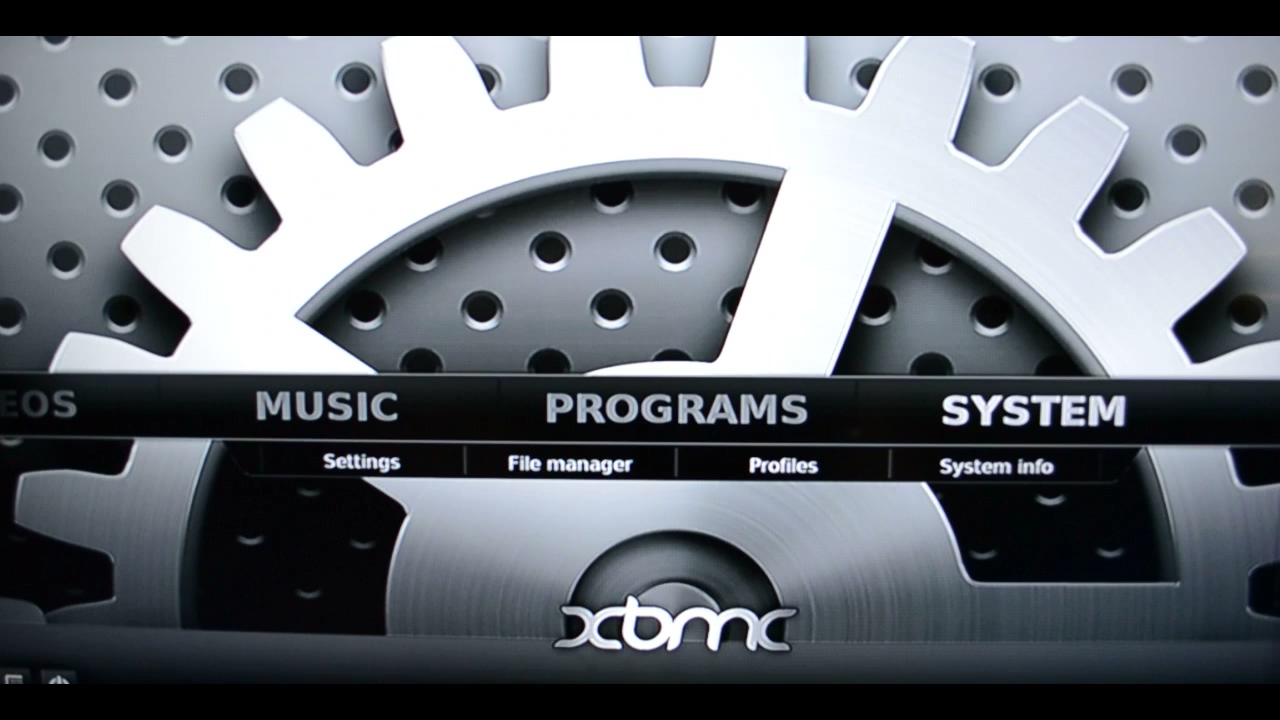 EOS MUSIC PROGRAMS SYSTEM
Settings File manager Profiles System info
xbmc